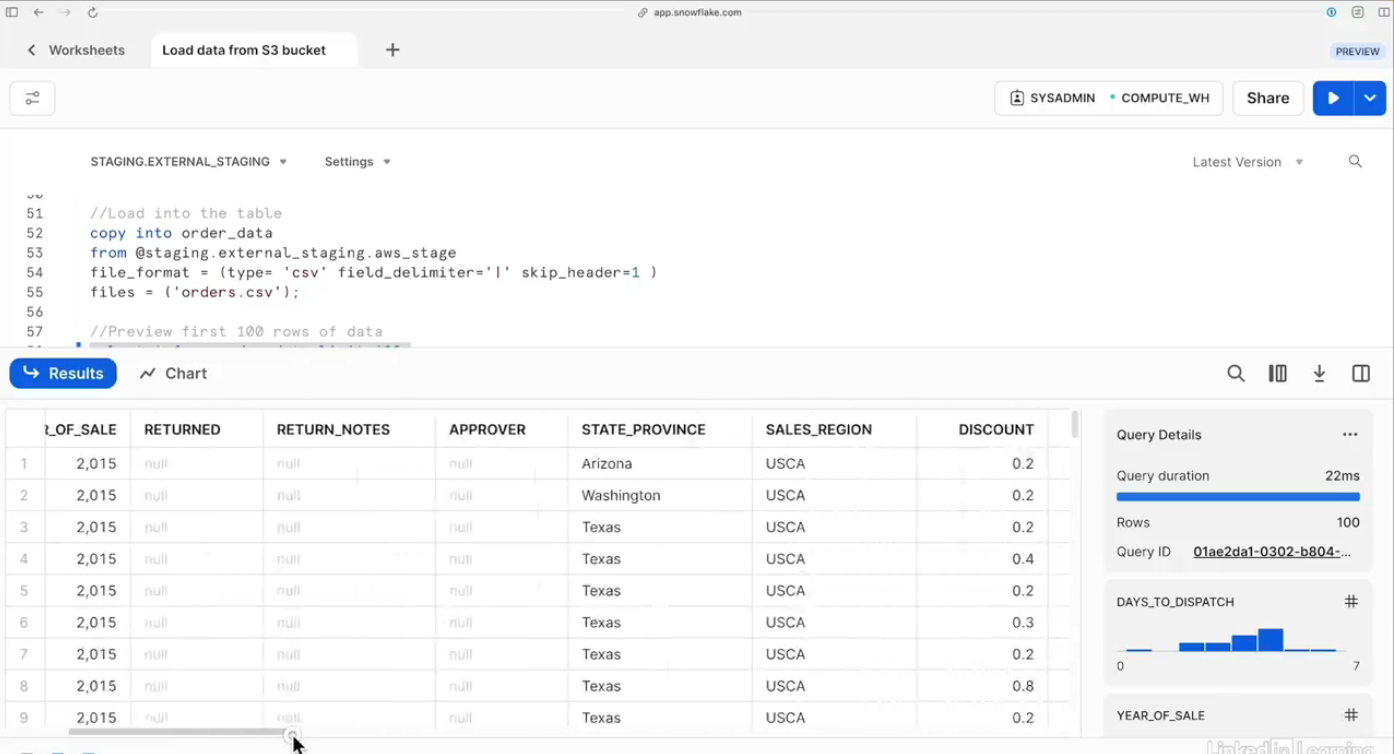 app.snowflake.com
Worksheets
Load data from S3 bucket
+
PREVIEW
SYSADMIN
COMPUTE_WH
Share
STAGING.EXTERNAL_STAGING
Settings
Latest Version
51 //Load into the table
52 copy into order_data
53 from @staging.external_staging.aws_stage
54 file_format = (type= 'csv' field_delimiter='|' skip_header=1 )
55 files = ('orders.csv');
56
57 //Preview first 100 rows of data
Results
Chart
R_OF_SALE RETURNED RETURN_NOTES APPROVER STATE_PROVINCE SALES_REGION DISCOUNT
1 2,015 null null null Arizona USCA 0.2
2 2,015 null null null Washington USCA 0.2
3 2,015 null null null Texas USCA 0.2
4 2,015 null null null Texas USCA 0.4
5 2,015 null null null Texas USCA 0.2
6 2,015 null null null Texas USCA 0.3
7 2,015 null null null Texas USCA 0.2
8 2,015 null null null Texas USCA 0.8
9 2,015 null null null Texas USCA 0.2
Query Details
...
Query duration 22ms
Rows 100
Query ID 01ae2da1-0302-b804-...
DAYS_TO_DISPATCH #
0 7
YEAR_OF_SALE #
LinkedIn Learning